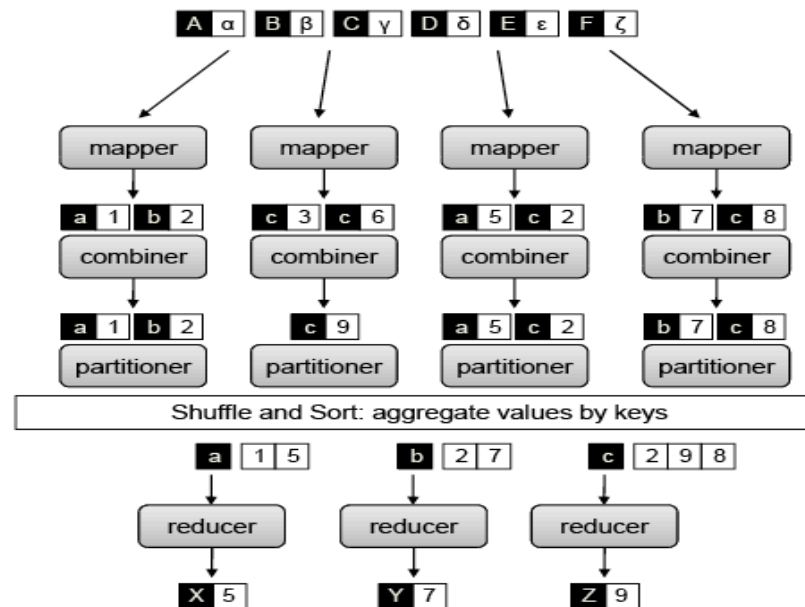 A α B β C γ D δ E ε F ζ
mapper mapper mapper mapper
a 1 b 2 c 3 c 6 a 5 c 2 b 7 c 8
combiner combiner combiner combiner
a 1 b 2 c 9 a 5 c 2 b 7 c 8
partitioner partitioner partitioner partitioner
Shuffle and Sort: aggregate values by keys
a 1 5 b 2 7 c 2 9 8
reducer reducer reducer
X 5 Y 7 Z 9